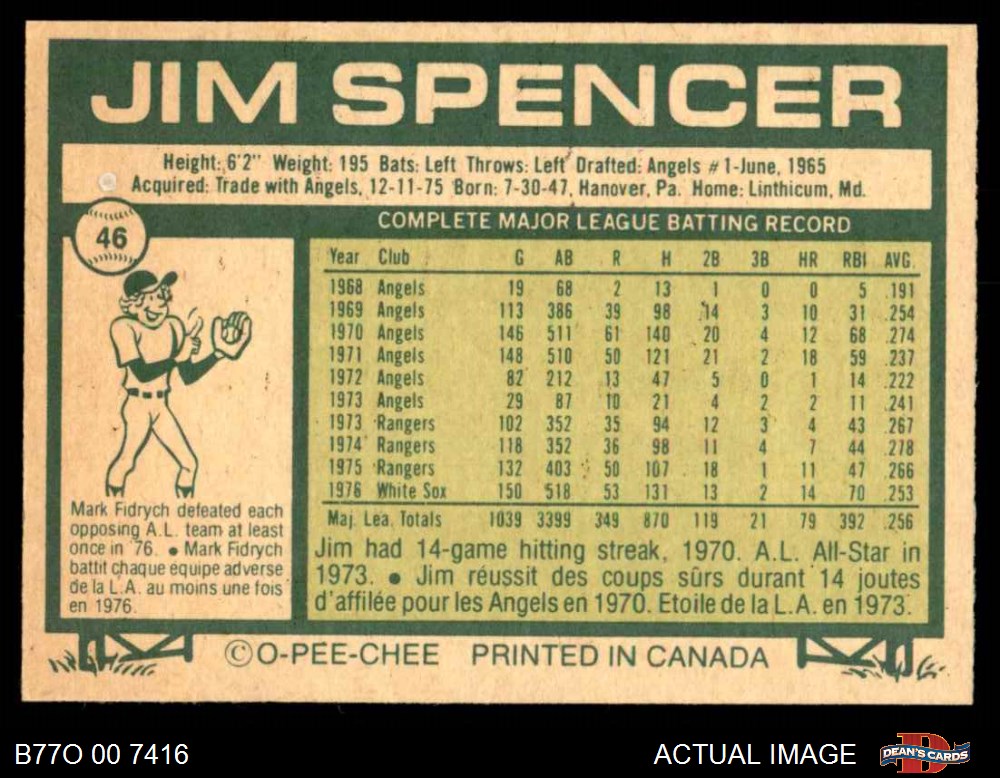 JIM SPENCER
Height: 6'2" Weight: 195 Bats: Left Throws: Left Drafted: Angels #1-June, 1965
Acquired: Trade with Angels, 12-11-75 Born: 7-30-47, Hanover, Pa. Home: Linthicum, Md.
46
COMPLETE MAJOR LEAGUE BATTING RECORD
Year Club G AB R H 2B 3B HR RBI AVG.
1968 Angels 19 68 2 13 1 0 0 5 .191
1969 Angels 113 386 39 98 14 3 10 31 .254
1970 Angels 146 511 61 140 20 4 12 68 .274
1971 Angels 148 510 50 121 21 2 18 59 .237
1972 Angels 82 212 13 47 5 0 1 14 .222
1973 Angels 29 87 10 21 4 2 2 11 .241
1973 Rangers 102 352 35 94 12 3 4 43 .267
1974 Rangers 118 352 36 98 11 4 7 44 .278
1975 Rangers 132 403 50 107 18 1 11 47 .266
1976 White Sox 150 518 53 131 13 2 14 70 .253
Maj. Lea. Totals 1039 3399 349 870 119 21 79 392 .256
Mark Fidrych defeated each
opposing A.L. team at least
once in '76. ● Mark Fidrych
battit chaque equipe adverse
de la L.A. au moins une fois
en 1976.
Jim had 14-game hitting streak, 1970. A.L. All-Star in
1973. ● Jim réussit des coups sûrs durant 14 joutes
d'affilée pour les Angels en 1970. Etoile de la L.A. en 1973.
© O-PEE-CHEE PRINTED IN CANADA
B77O 00 7416
ACTUAL IMAGE
DEAN'S CARDS